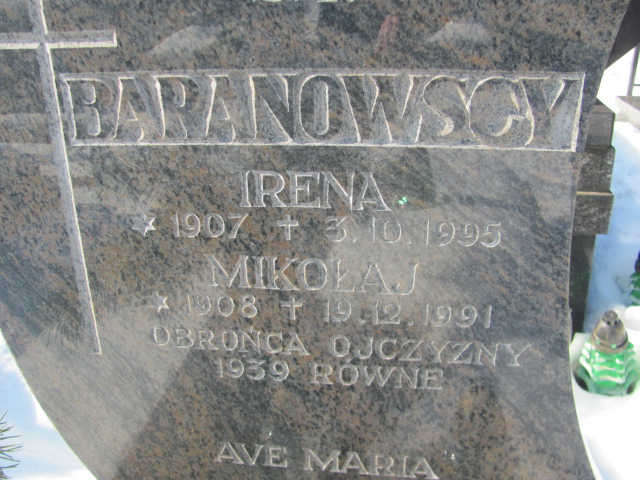 BARANOWSCY
IRENA
* 1907 + 3.10.1995
MIKOŁAJ
* 1908 + 19.12.1991
OBROŃCA OJCZYZNY
1939 RÓWNE
AVE MARIA